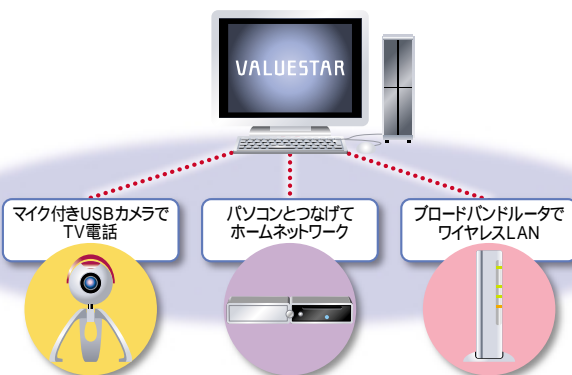 VALUESTAR
マイク付きUSBカメラで
TV電話
パソコンとつなげて
ホームネットワーク
ブロードバンドルータで
ワイヤレスLAN